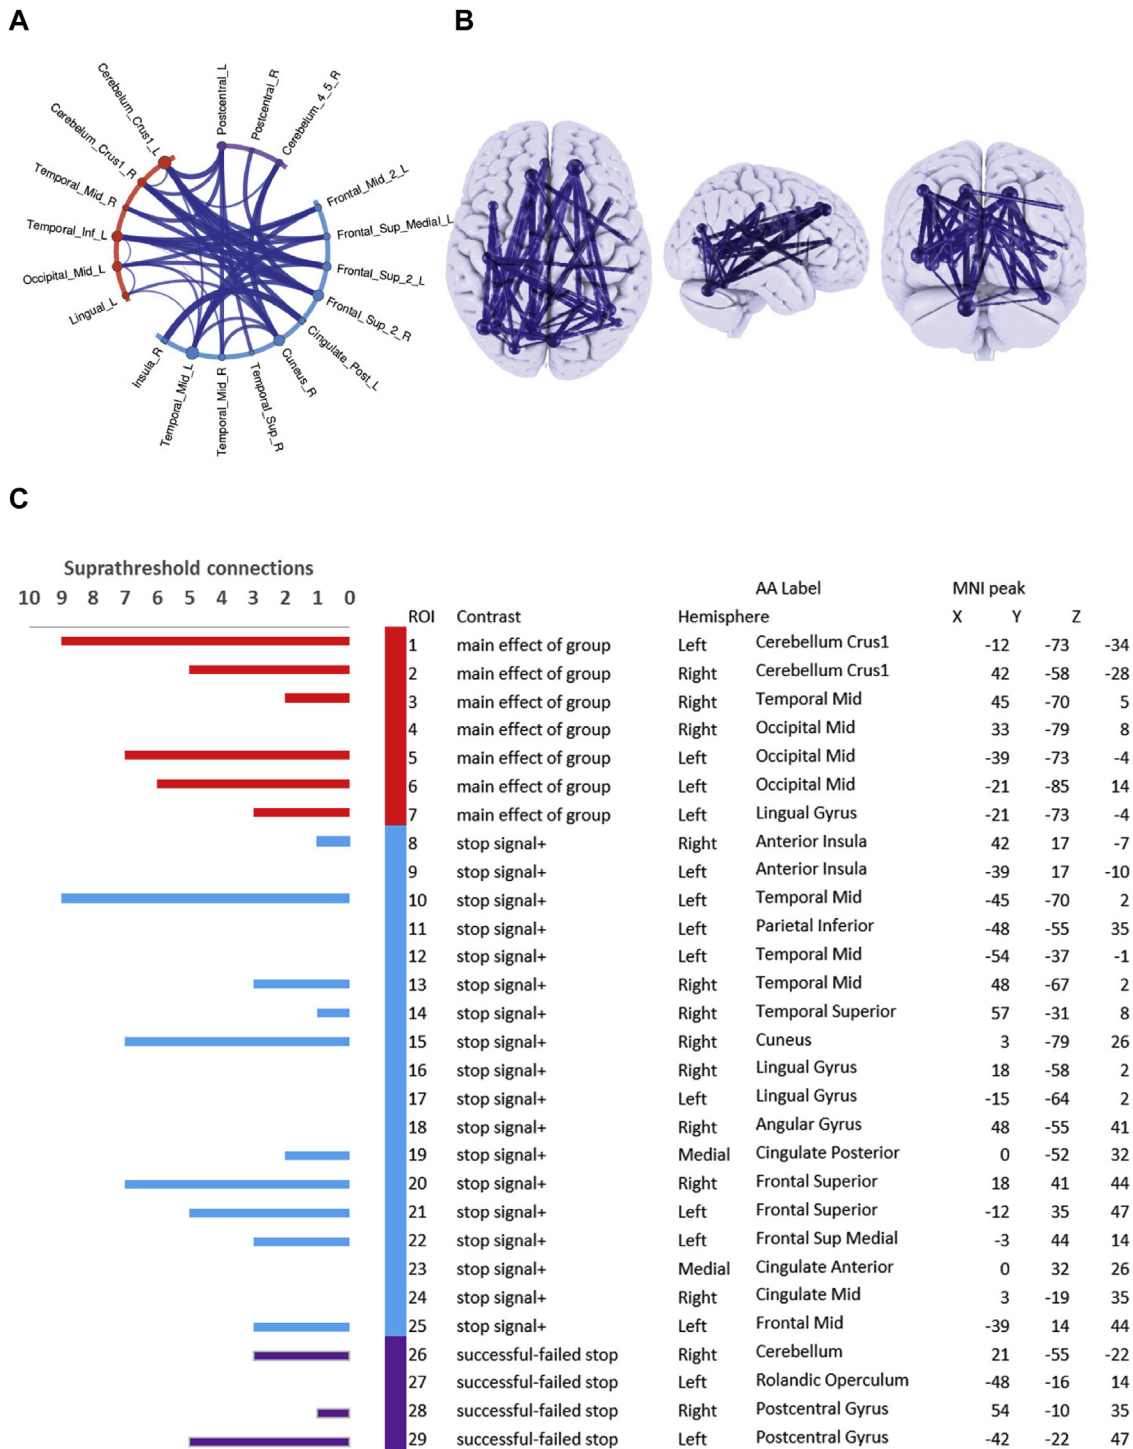 A
B
Cerebelum_Crus1_L
Cerebelum_Crus1_R
Temporal_Mid_R
Temporal_Inf_L
Occipital_Mid_L
Lingual_L
Postcentral_L
Postcentral_R
Cerebelum_4_5_R
Frontal_Mid_2_L
Frontal_Sup_Medial_L
Frontal_Sup_2_L
Frontal_Sup_2_R
Cingulate_Post_L
Cuneus_R
Temporal_Sup_R
Temporal_Mid_R
Temporal_Mid_L
Insula_R
C
Suprathreshold connections
10 9 8 7 6 5 4 3 2 1 0
AA Label MNI peak
ROI Contrast Hemisphere X Y Z
1 main effect of group Left Cerebellum Crus1 -12 -73 -34
2 main effect of group Right Cerebellum Crus1 42 -58 -28
3 main effect of group Right Temporal Mid 45 -70 5
4 main effect of group Right Occipital Mid 33 -79 8
5 main effect of group Left Occipital Mid -39 -73 -4
6 main effect of group Left Occipital Mid -21 -85 14
7 main effect of group Left Lingual Gyrus -21 -73 -4
8 stop signal+ Right Anterior Insula 42 17 -7
9 stop signal+ Left Anterior Insula -39 17 -10
10 stop signal+ Left Temporal Mid -45 -70 2
11 stop signal+ Left Parietal Inferior -48 -55 35
12 stop signal+ Left Temporal Mid -54 -37 -1
13 stop signal+ Right Temporal Mid 48 -67 2
14 stop signal+ Right Temporal Superior 57 -31 8
15 stop signal+ Right Cuneus 3 -79 26
16 stop signal+ Right Lingual Gyrus 18 -58 2
17 stop signal+ Left Lingual Gyrus -15 -64 2
18 stop signal+ Right Angular Gyrus 48 -55 41
19 stop signal+ Medial Cingulate Posterior 0 -52 32
20 stop signal+ Right Frontal Superior 18 41 44
21 stop signal+ Left Frontal Superior -12 35 47
22 stop signal+ Left Frontal Sup Medial -3 44 14
23 stop signal+ Medial Cingulate Anterior 0 32 26
24 stop signal+ Right Cingulate Mid 3 -19 35
25 stop signal+ Left Frontal Mid -39 14 44
26 successful-failed stop Right Cerebellum 21 -55 -22
27 successful-failed stop Left Rolandic Operculum -48 -16 14
28 successful-failed stop Right Postcentral Gyrus 54 -10 35
29 successful-failed stop Left Postcentral Gyrus -42 -22 47